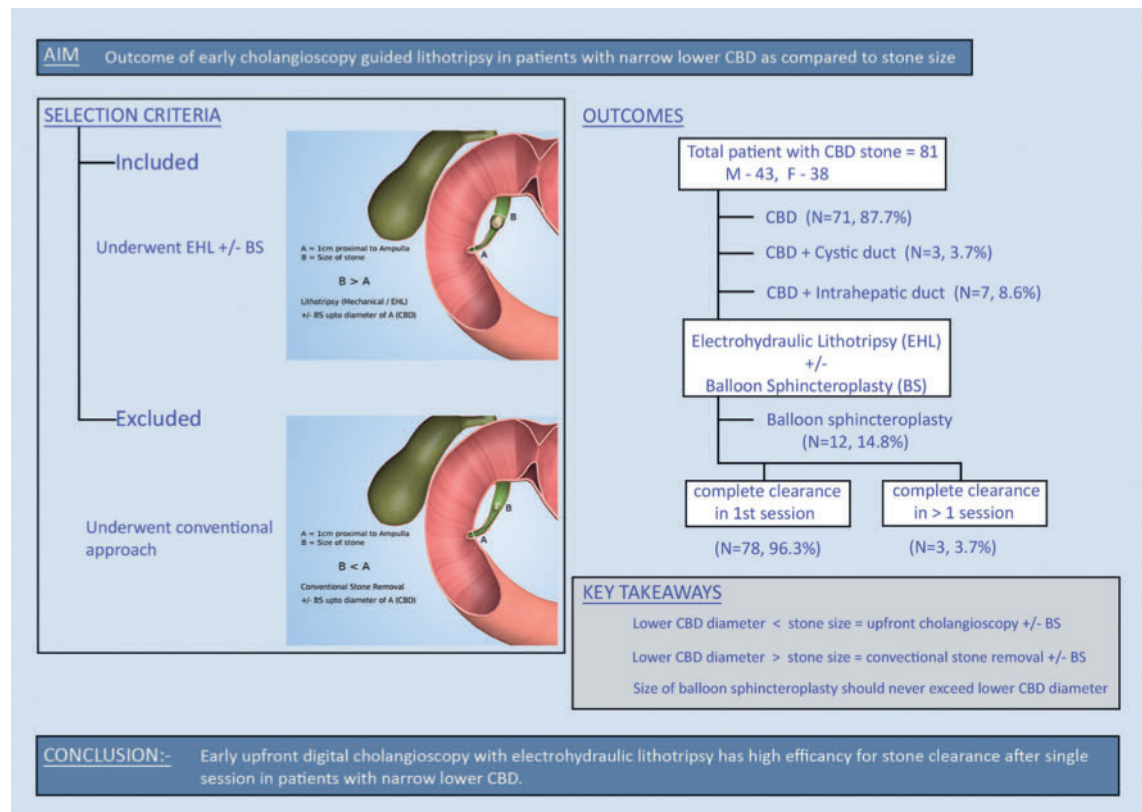 AIM Outcome of early cholangioscopy guided lithotripsy in patients with narrow lower CBD as compared to stone size
SELECTION CRITERIA
Included
Underwent EHL +/- BS
A = 1cm proximal to Ampulla
B = Size of stone
B > A
Lithotripsy (Mechanical / EHL)
+/- BS upto diameter of A (CBD)
B
A
Excluded
Underwent conventional
approach
A = 1cm proximal to Ampulla
B = Size of stone
B < A
Conventional Stone Removal
+/- BS upto diameter of A (CBD)
B
A
OUTCOMES
Total patient with CBD stone = 81
M - 43, F - 38
CBD (N=71, 87.7%)
CBD + Cystic duct (N=3, 3.7%)
CBD + Intrahepatic duct (N=7, 8.6%)
Electrohydraulic Lithotripsy (EHL)
+/-
Balloon Sphincteroplasty (BS)
Balloon sphincteroplasty
(N=12, 14.8%)
complete clearance
in 1st session
(N=78, 96.3%)
complete clearance
in > 1 session
(N=3, 3.7%)
KEY TAKEAWAYS
Lower CBD diameter < stone size = upfront cholangioscopy +/- BS
Lower CBD diameter > stone size = convectional stone removal +/- BS
Size of balloon sphincteroplasty should never exceed lower CBD diameter
CONCLUSION:- Early upfront digital cholangioscopy with electrohydraulic lithotripsy has high efficancy for stone clearance after single
session in patients with narrow lower CBD.